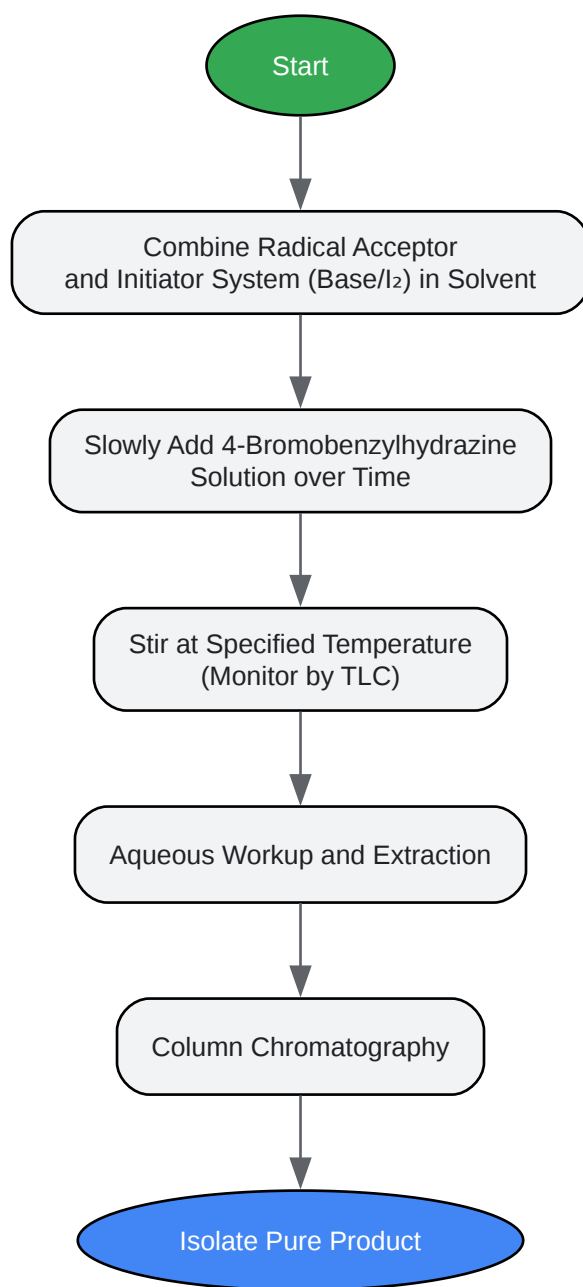 Start
Combine Radical Acceptor
and Initiator System (Base/I₂) in Solvent
Slowly Add 4-Bromobenzylhydrazine
Solution over Time
Stir at Specified Temperature
(Monitor by TLC)
Aqueous Workup and Extraction
Column Chromatography
Isolate Pure Product